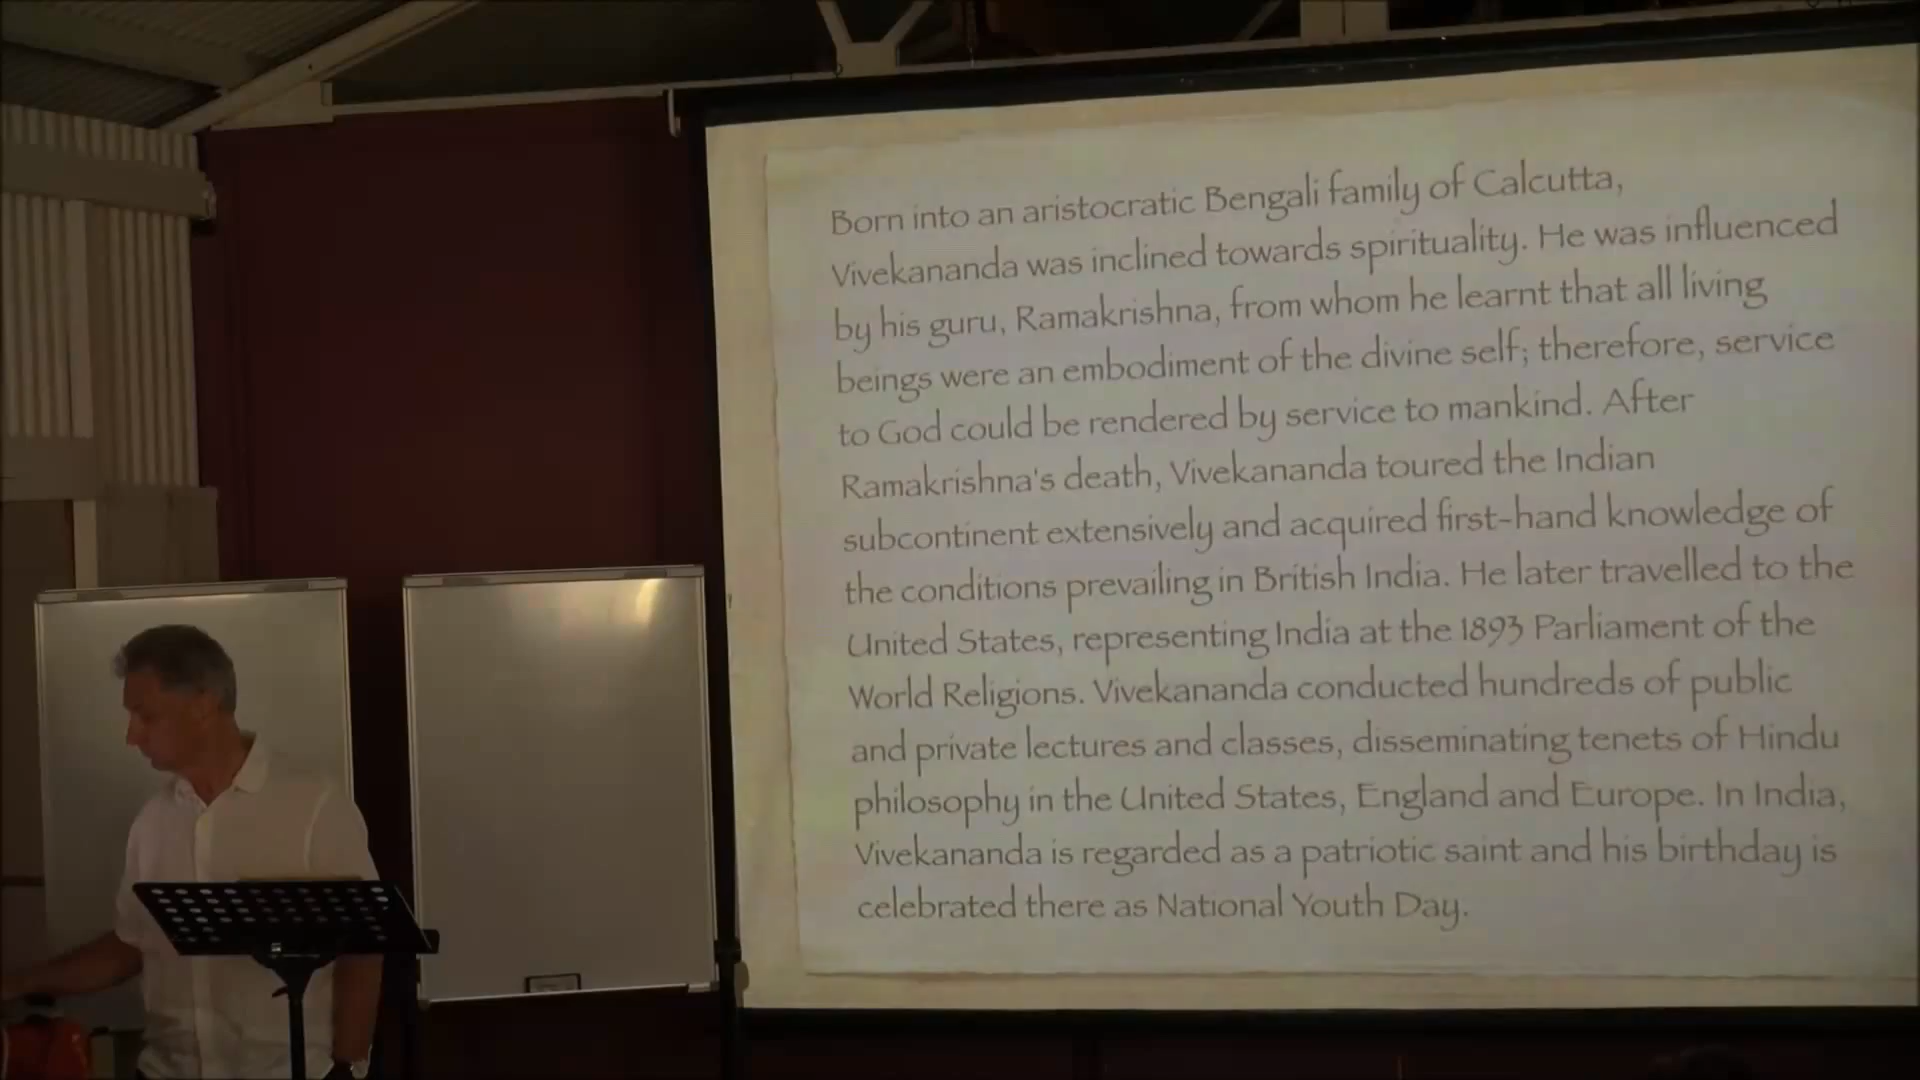 Born into an aristocratic Bengali family of Calcutta,
Vivekananda was inclined towards spirituality. He was influenced
by his guru, Ramakrishna, from whom he learnt that all living
beings were an embodiment of the divine self; therefore, service
to God could be rendered by service to mankind. After
Ramakrishna's death, Vivekananda toured the Indian
subcontinent extensively and acquired first-hand knowledge of
the conditions prevailing in British India. He later travelled to the
United States, representing India at the 1893 Parliament of the
World Religions. Vivekananda conducted hundreds of public
and private lectures and classes, disseminating tenets of Hindu
philosophy in the United States, England and Europe. In India,
Vivekananda is regarded as a patriotic saint and his birthday is
celebrated there as National Youth Day.